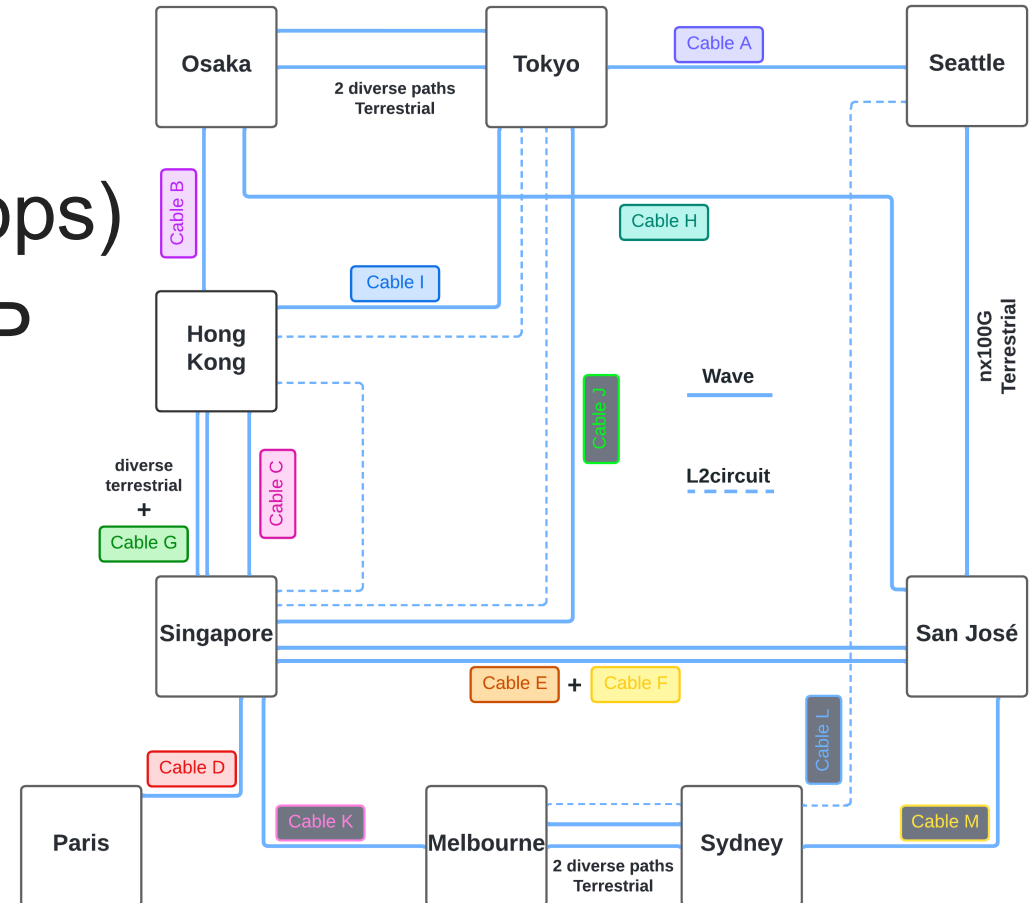 Osaka
Tokyo
Cable A
Seattle
2 diverse paths
Terrestrial
ops)
Cable B
Cable H
Cable I
Hong
Kong
nx100G
Terrestrial
Wave
Cable J
L2circuit
diverse
terrestrial
+
Cable G
Cable C
Singapore
San José
Cable E + Cable F
Cable L
Cable D
Paris
Cable K
Melbourne
Sydney
Cable M
2 diverse paths
Terrestrial